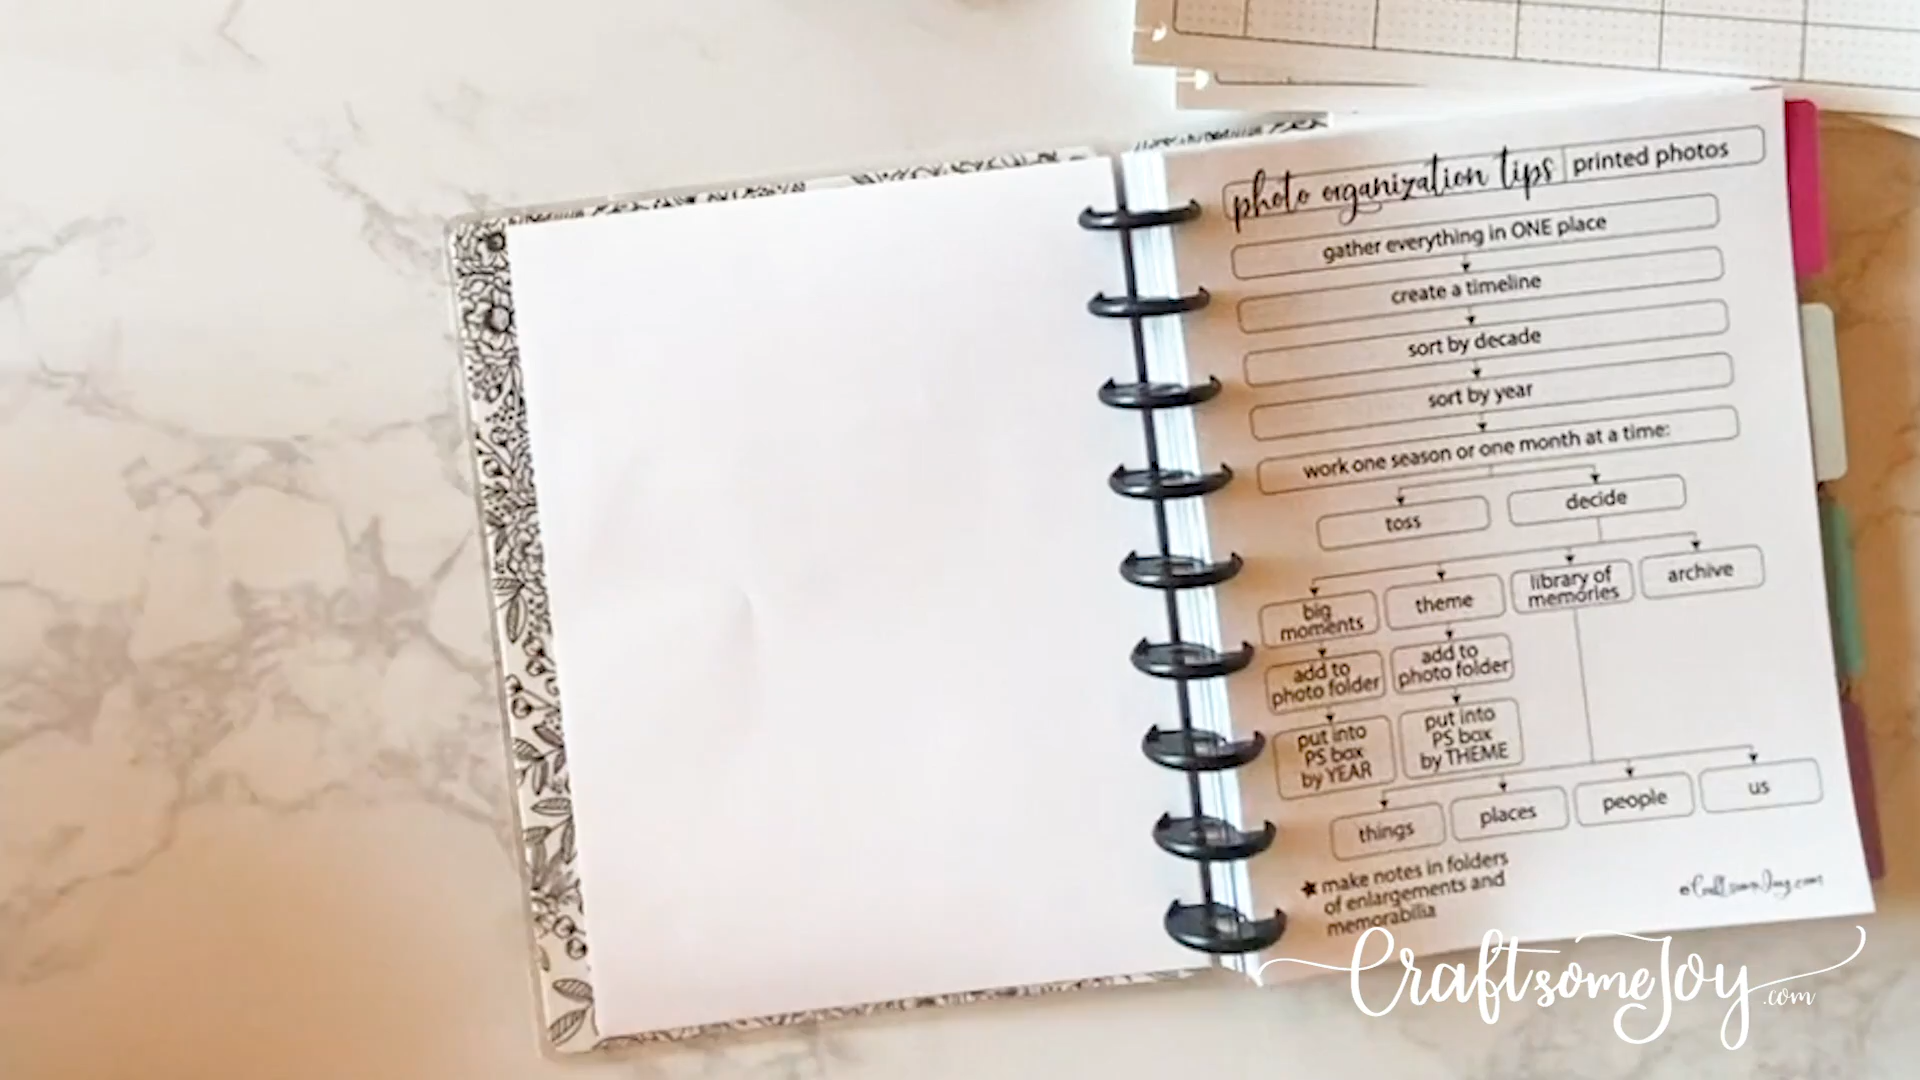 photo organization tips printed photos
gather everything in ONE place
create a timeline
sort by decade
sort by year
work one season or one month at a time:
toss
decide
big
moments
theme
library of
memories
archive
add to
photo folder
add to
photo folder
put into
PS box
by YEAR
put into
PS box
by THEME
things
places
people
us
★ make notes in folders
of enlargements and
memorabilia
©CraftsomeJoy.com
CraftsomeJoy.com